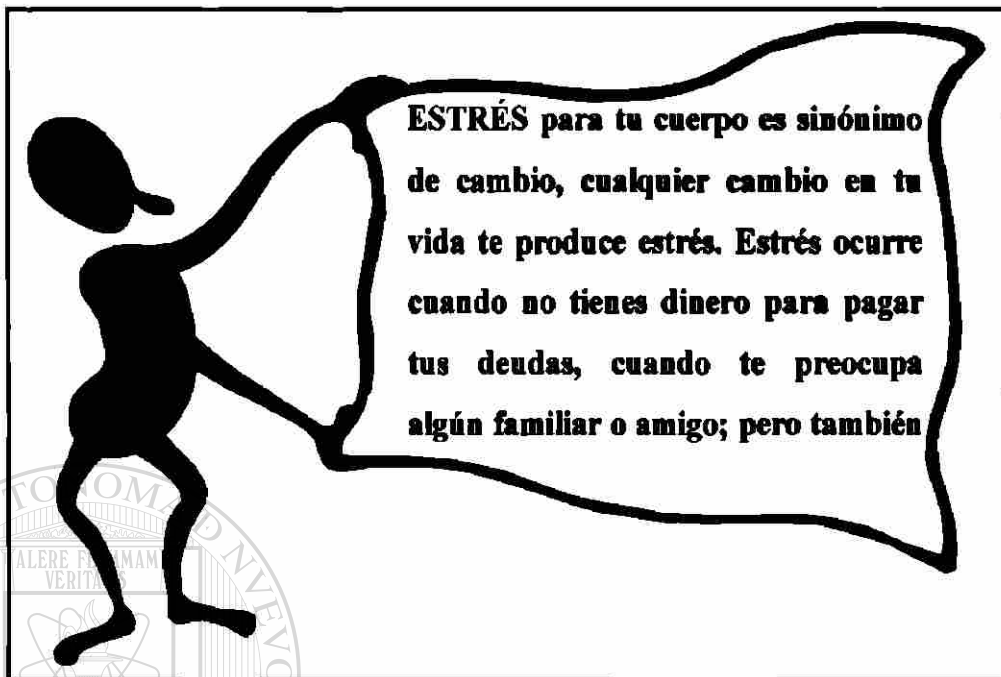 ESTRÉS para tu cuerpo es sinónimo
de cambio, cualquier cambio en tu
vida te produce estrés. Estrés ocurre
cuando no tienes dinero para pagar
tus deudas, cuando te preocupa
algún familiar o amigo; pero también